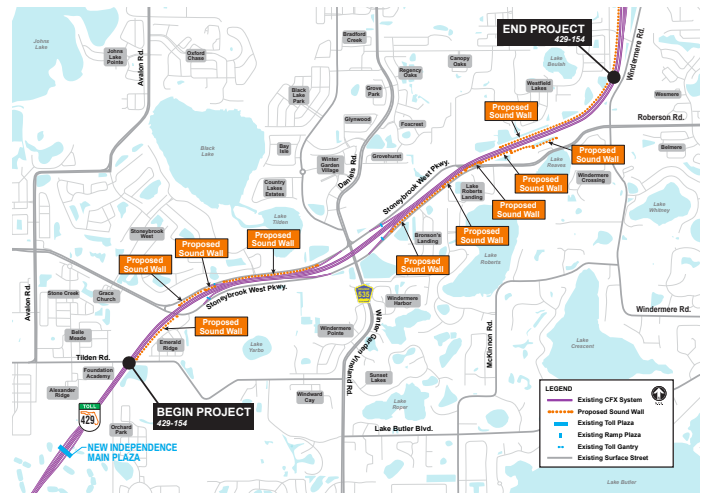 Johns
Lake
Johns
Lake
Pointe
Avalon Rd.
Oxford
Chase
Bradford
Creek
Black
Lake
Park
Grove
Park
Regency
Oaks
Canopy
Oaks
END PROJECT
429-154
Windermere Rd.
Lake
Beulah
Westfield
Lakes
Weomere
Roberson Rd.
Glynwood
Foxcrest
Proposed
Sound Wall
Proposed
Sound Wall
Belmere
Black
Lake
Bay
Isle
Winter
Garden
Village
Grovehurst
Daniels Rd.
Stoneybrook West Pkwy.
Lake
Reaves
Windermere
Crossing
Country
Lakes
Estates
Lake
Roberts
Landing
Proposed
Sound Wall
Lake
Whitney
Lake
Tilden
Stoneybrook
West
Proposed
Sound Wall
Bronson's
Landing
Proposed
Sound Wall
Proposed
Sound Wall
Proposed
Sound Wall
Proposed
Sound Wall
Lake
Roberts
Avalon Rd.
Stone Creek
Grace
Church
Stoneybrook West Pkwy.
535
Windermere
Harbor
Windermere Rd.
Proposed
Sound Wall
Belle
Meade
Emerald
Ridge
Lake
Yarbo
Windermere
Pointe
Winter Garden Vineland Rd.
McKinnon Rd.
Lake
Crescent
Tilden Rd.
Foundation
Academy
Sunset
Lakes
Alexander
Ridge
BEGIN PROJECT
429-154
Windward
Cay
Lake
Roper
TOLL
429
Orchard
Park
Lake Butler Blvd.
NEW INDEPENDENCE
MAIN PLAZA
LEGEND
Existing CFX System
Proposed Sound Wall
Existing Toll Plaza
Existing Ramp Plaza
Existing Toll Gantry
Existing Surface Street
Lake Butler